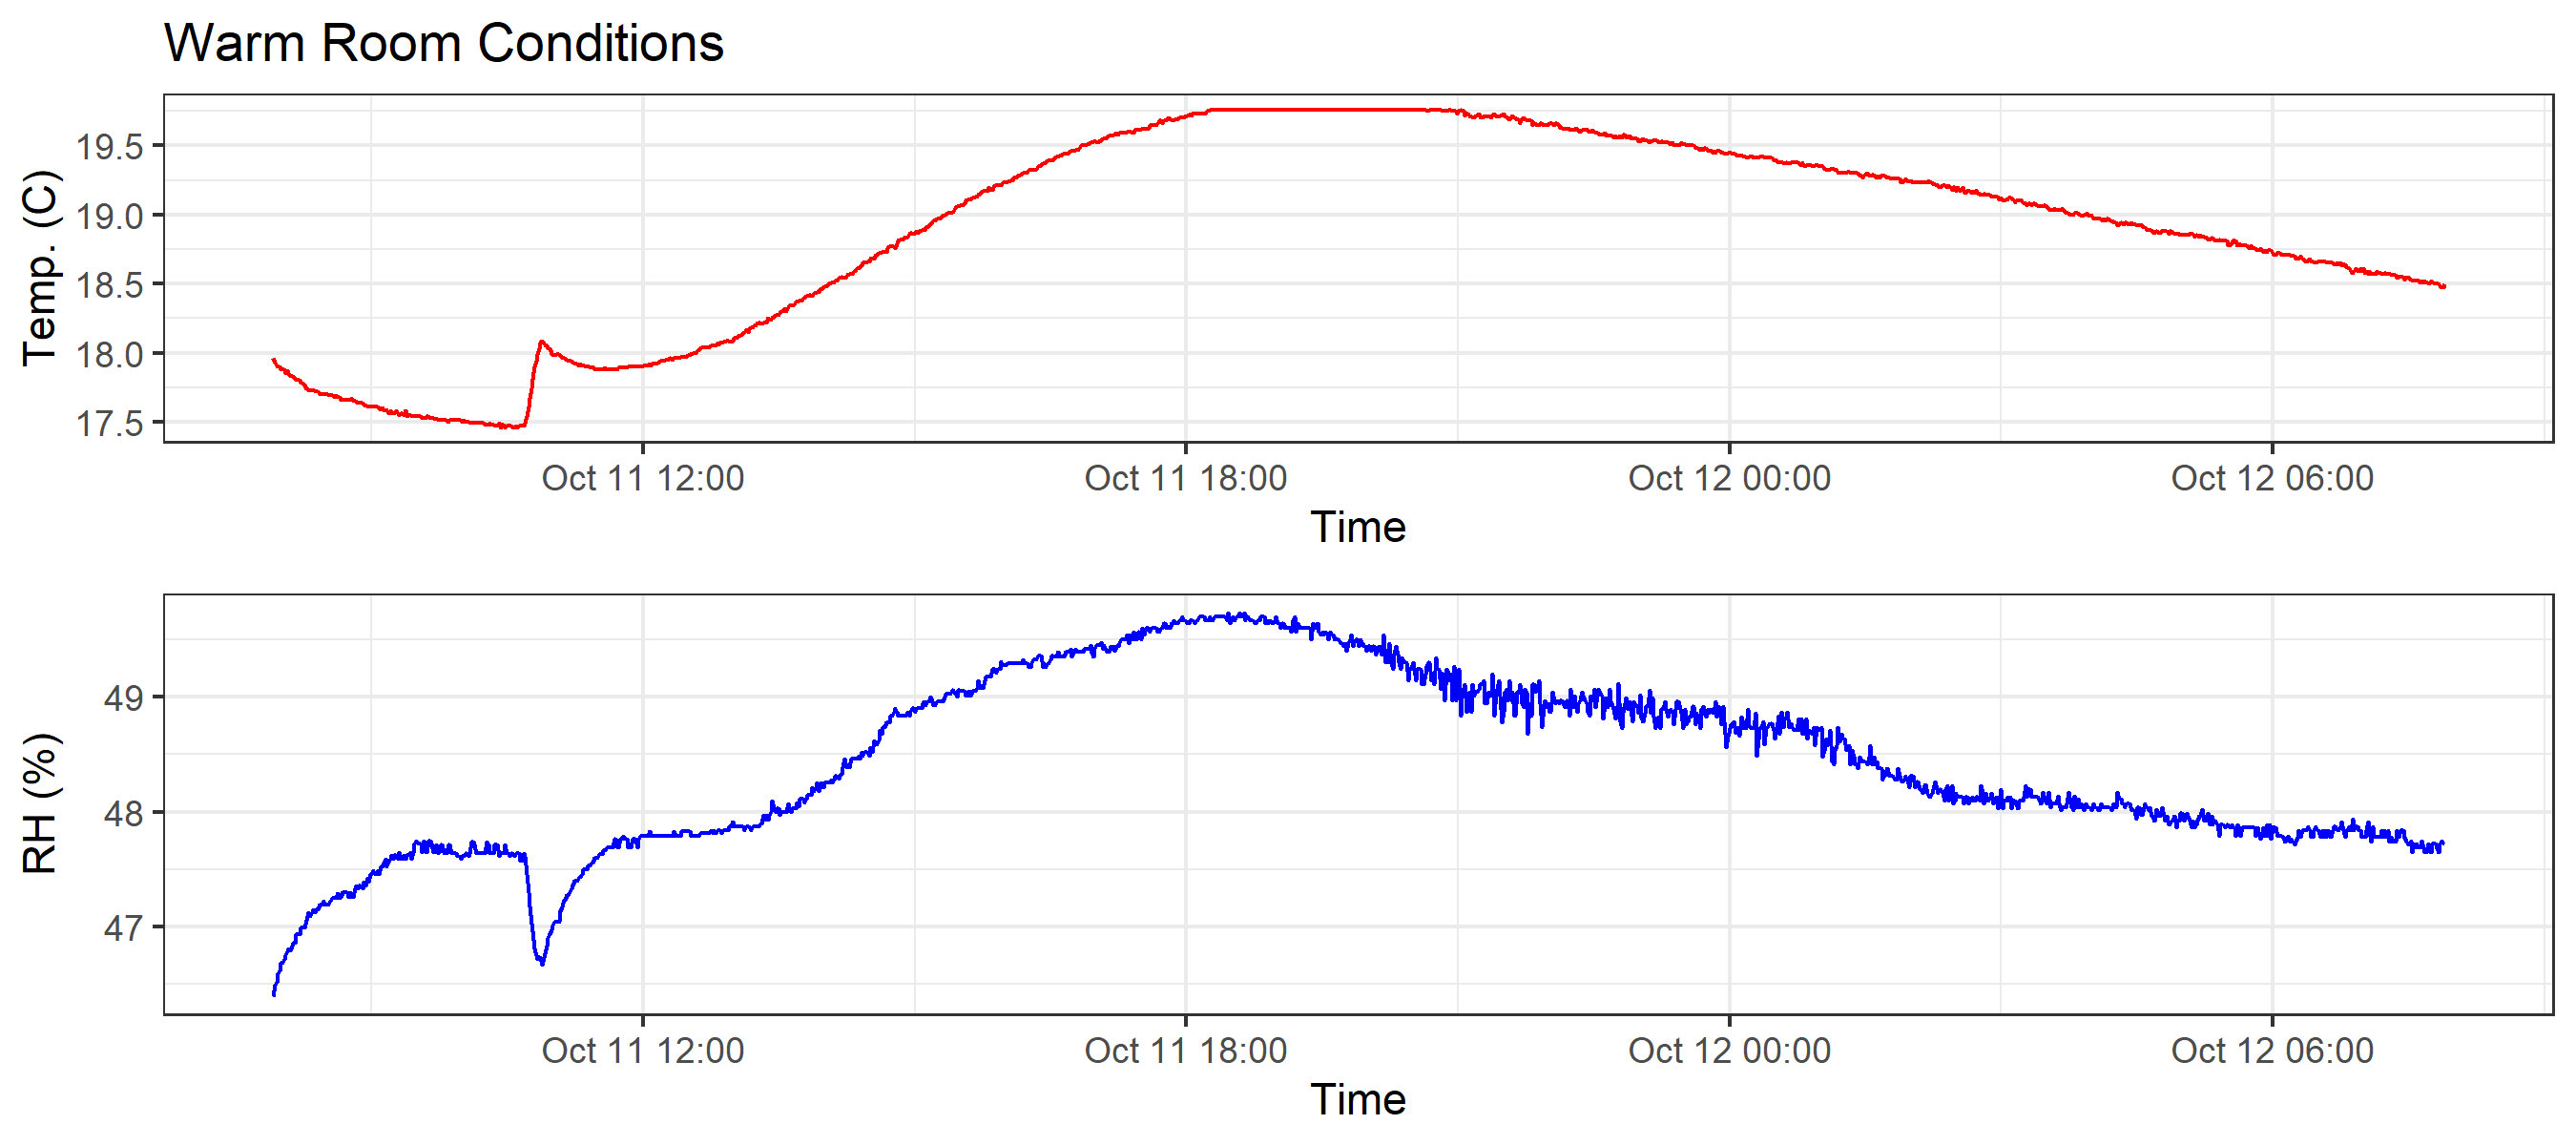 Warm Room Conditions
Temp. (C)
19.5
19.0
18.5
18.0
17.5
Oct 11 12:00 Oct 11 18:00 Oct 12 00:00 Oct 12 06:00
Time
RH (%)
49
48
47
Oct 11 12:00 Oct 11 18:00 Oct 12 00:00 Oct 12 06:00
Time